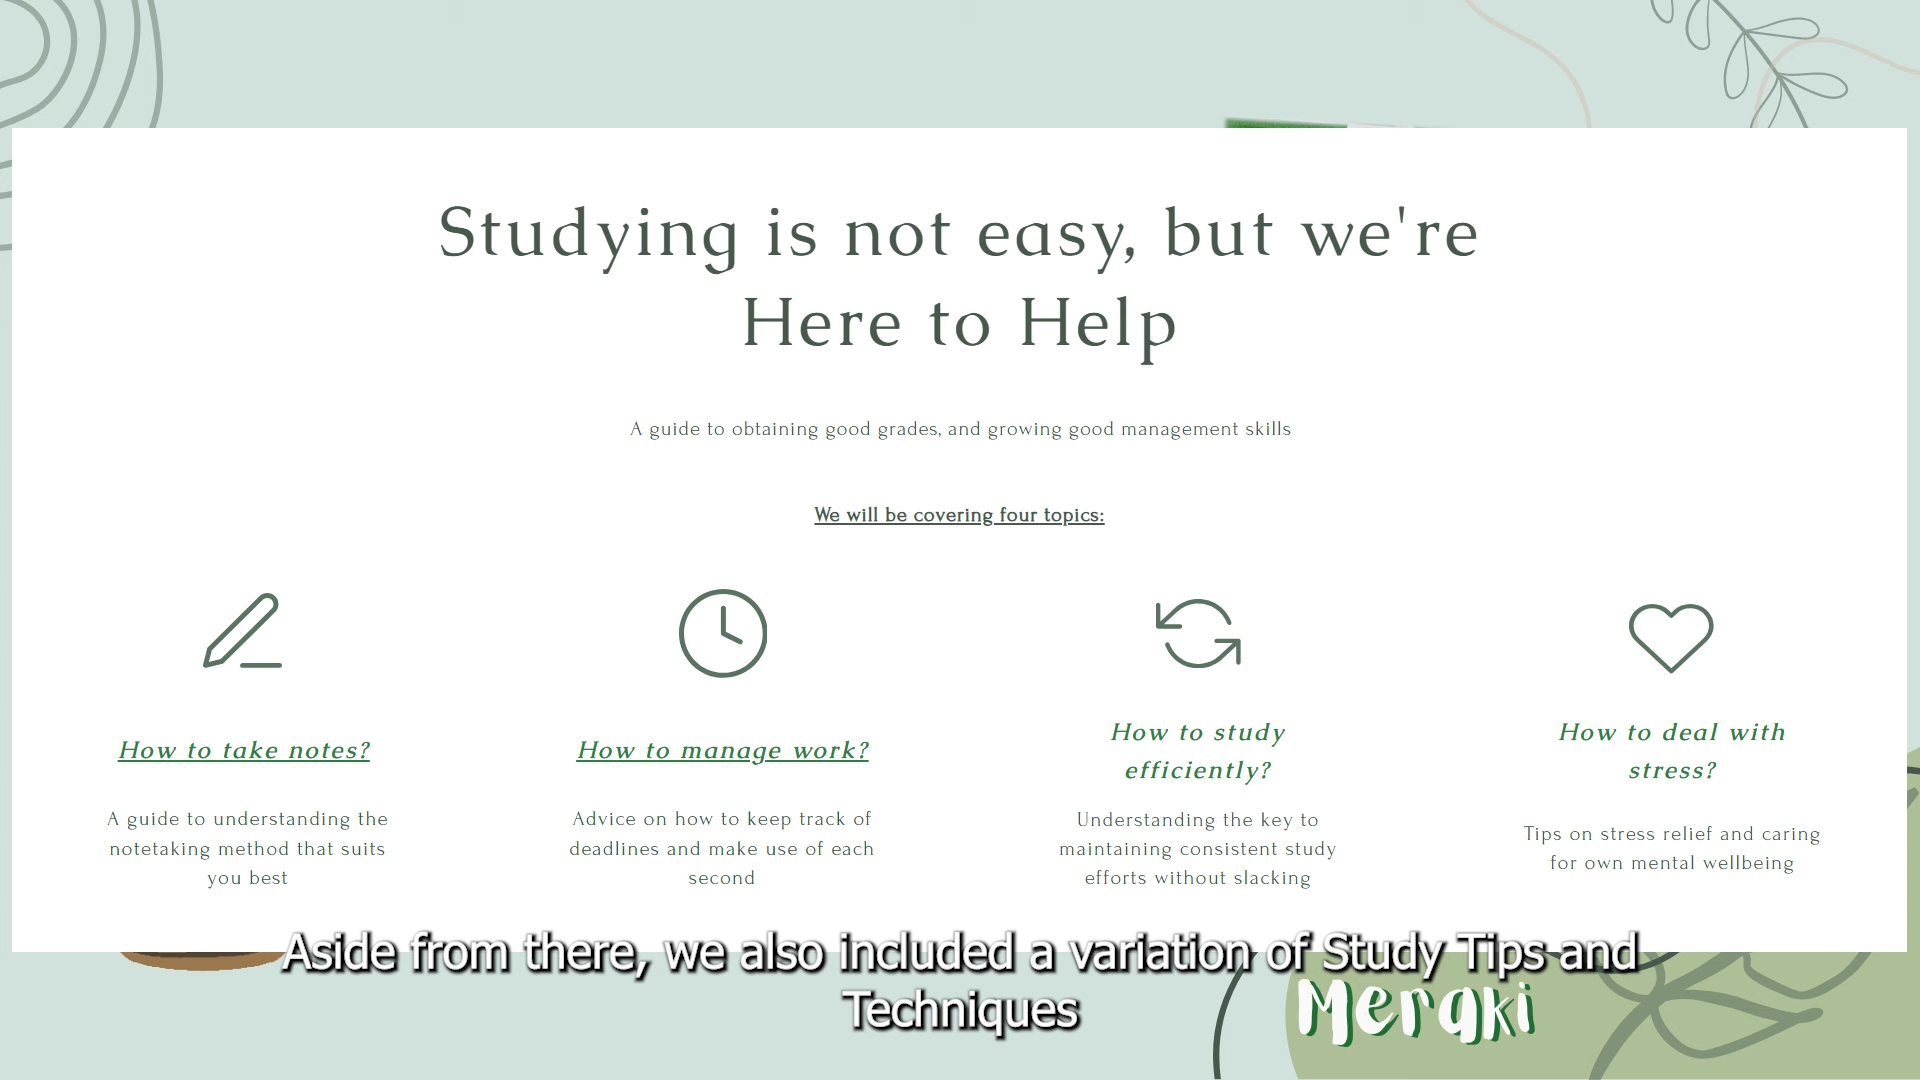 Studying is not easy, but we're
Here to Help
A guide to obtaining good grades, and growing good management skills
We will be covering four topics:
How to take notes?
A guide to understanding the
notetaking method that suits
you best
How to manage work?
Advice on how to keep track of
deadlines and make use of each
second
How to study
efficiently?
Understanding the key to
maintaining consistent study
efforts without slacking
How to deal with
stress?
Tips on stress relief and caring
for own mental wellbeing
Aside from there, we also included a variation of Study Tips and
Techniques
Meraki